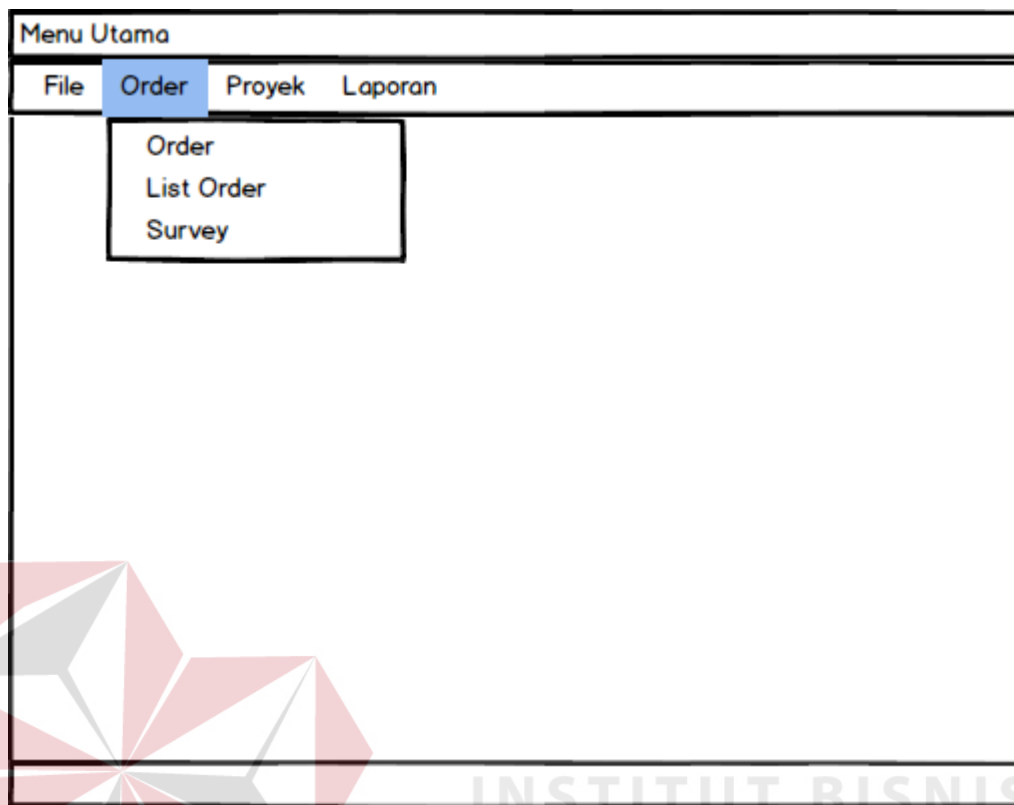 Menu Utama
File Order Proyek Laporan
Order
List Order
Survey
INSTITUT BISNIS